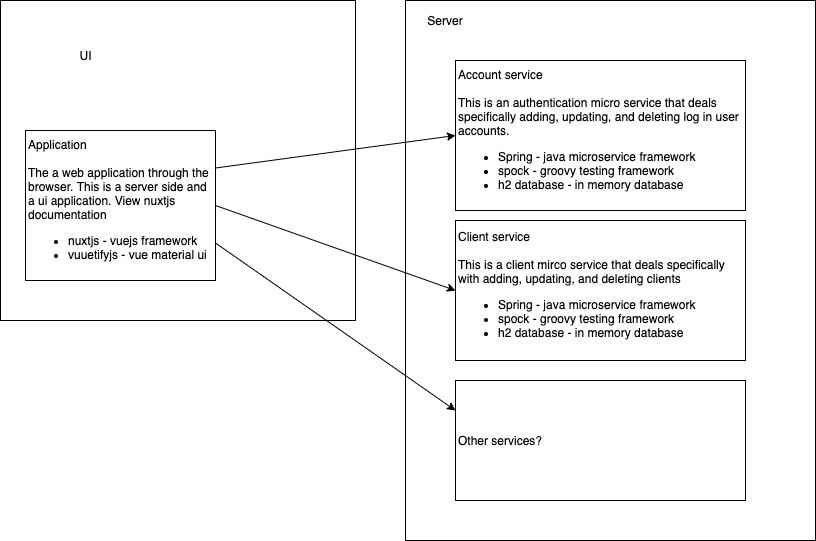 UI
Application
The a web application through the
browser. This is a server side and
a ui application. View nuxtjs
documentation
• nuxtjs - vuejs framework
• vuuetifyjs - vue material ui
Server
Account service
This is an authentication micro service that deals
specifically adding, updating, and deleting log in user
accounts.
• Spring - java microservice framework
• spock - groovy testing framework
• h2 database - in memory database
Client service
This is a client mirco service that deals specifically
with adding, updating, and deleting clients
• Spring - java microservice framework
• spock - groovy testing framework
• h2 database - in memory database
Other services?